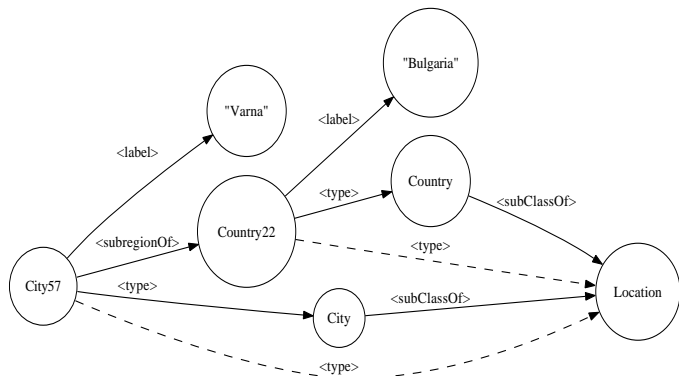 "Bulgaria"
"Varna"
<label>
<label>
<type>
Country
<subClassOf>
<subregionOf>
Country22
<type>
City57
<type>
Location
<subClassOf>
City
<type>